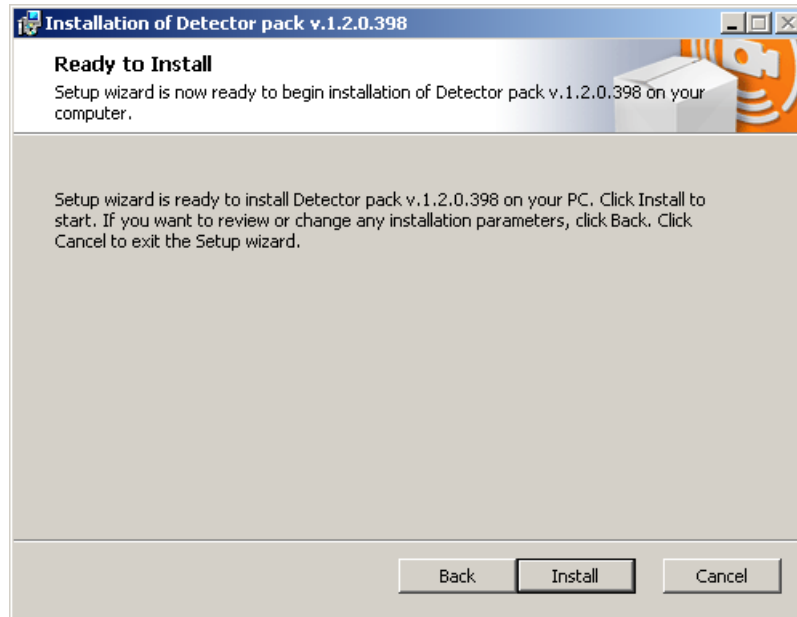 Installation of Detector pack v.1.2.0.398
Ready to Install
Setup wizard is now ready to begin installation of Detector pack v.1.2.0.398 on your
computer.
Setup wizard is ready to install Detector pack v.1.2.0.398 on your PC. Click Install to
start. If you want to review or change any installation parameters, click Back. Click
Cancel to exit the Setup wizard.
Back
Install
Cancel